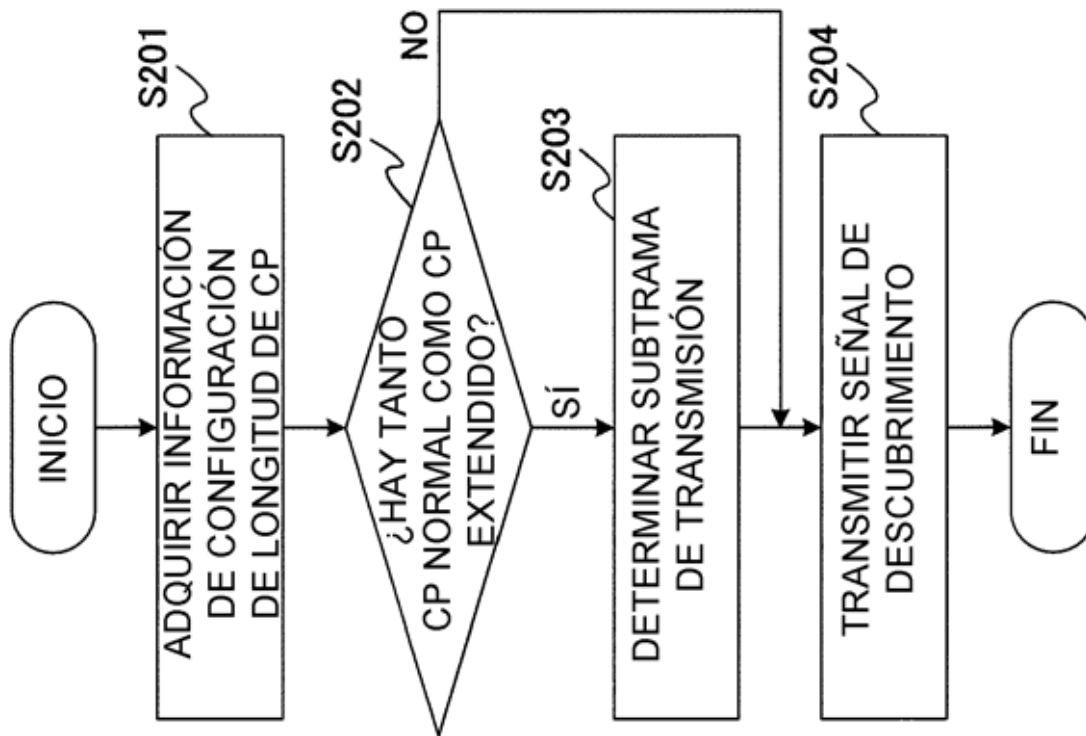 INICIO
S201
ADQUIRIR INFORMACIÓN
DE CONFIGURACIÓN
DE LONGITUD DE CP
S202
¿HAY TANTO
CP NORMAL COMO CP
EXTENDIDO?
NO
SÍ
S203
DETERMINAR SUBTRAMA
DE TRANSMISIÓN
S204
TRANSMITIR SEÑAL DE
DESCUBRIMIENTO
FIN